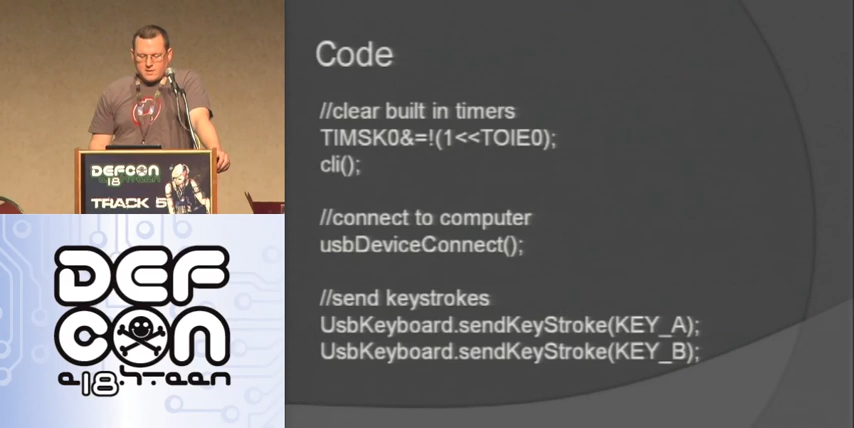 DEFCON
18
TRACK 5
DEF
CON
e18hteen
Code
//clear built in timers
TIMSK0&=!(1<<TOIE0);
cli();
//connect to computer
usbDeviceConnect();
//send keystrokes
UsbKeyboard.sendKeyStroke(KEY_A);
UsbKeyboard.sendKeyStroke(KEY_B);